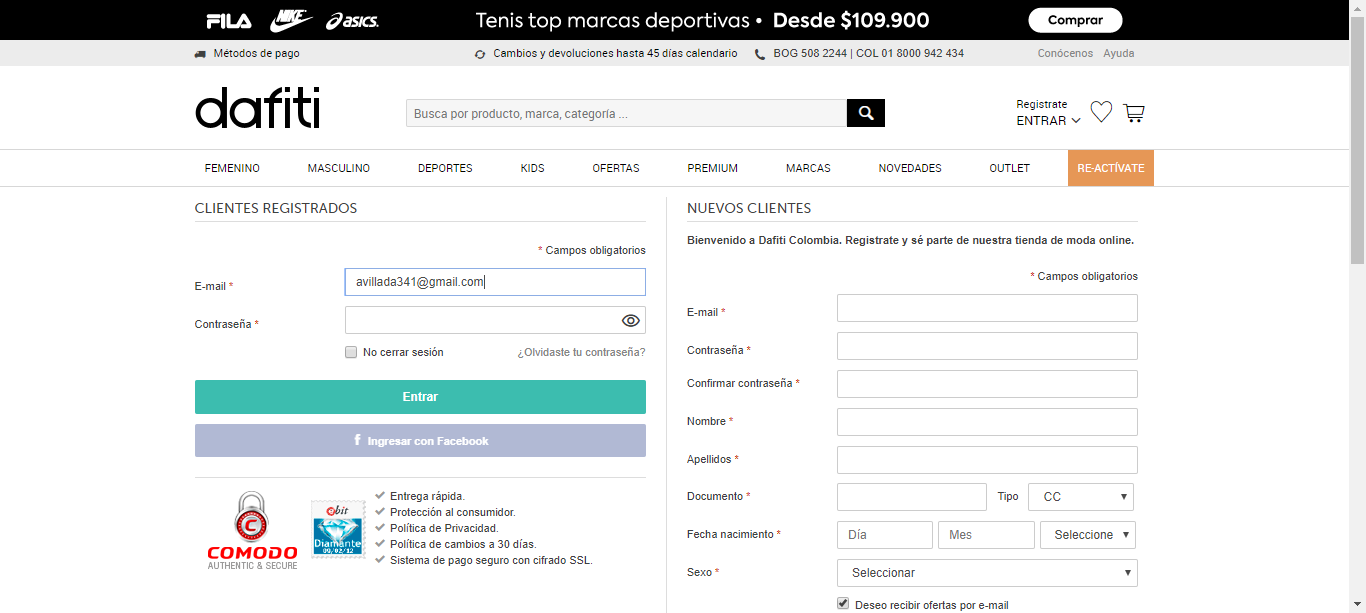 FILA NIKE asics. Tenis top marcas deportivas • Desde $109.900 Comprar
Métodos de pago Cambios y devoluciones hasta 45 días calendario BOG 508 2244 | COL 01 8000 942 434 Conócenos Ayuda
dafiti
Busca por producto, marca, categoría ...
Registrate
ENTRAR
FEMENINO MASCULINO DEPORTES KIDS OFERTAS PREMIUM MARCAS NOVEDADES OUTLET RE-ACTÍVATE
CLIENTES REGISTRADOS
* Campos obligatorios
E-mail * avillada341@gmail.com
Contraseña *
No cerrar sesión ¿Olvidaste tu contraseña?
Entrar
f Ingresar con Facebook
COMODO
AUTHENTIC & SECURE
ebit
Diamante
09/02/12
Entrega rápida.
Protección al consumidor.
Política de Privacidad.
Política de cambios a 30 días.
Sistema de pago seguro con cifrado SSL.
NUEVOS CLIENTES
Bienvenido a Dafiti Colombia. Registrate y sé parte de nuestra tienda de moda online.
* Campos obligatorios
E-mail *
Contraseña *
Confirmar contraseña *
Nombre *
Apellidos *
Documento * Tipo CC
Fecha nacimiento * Día Mes Seleccione
Sexo * Seleccionar
Deseo recibir ofertas por e-mail